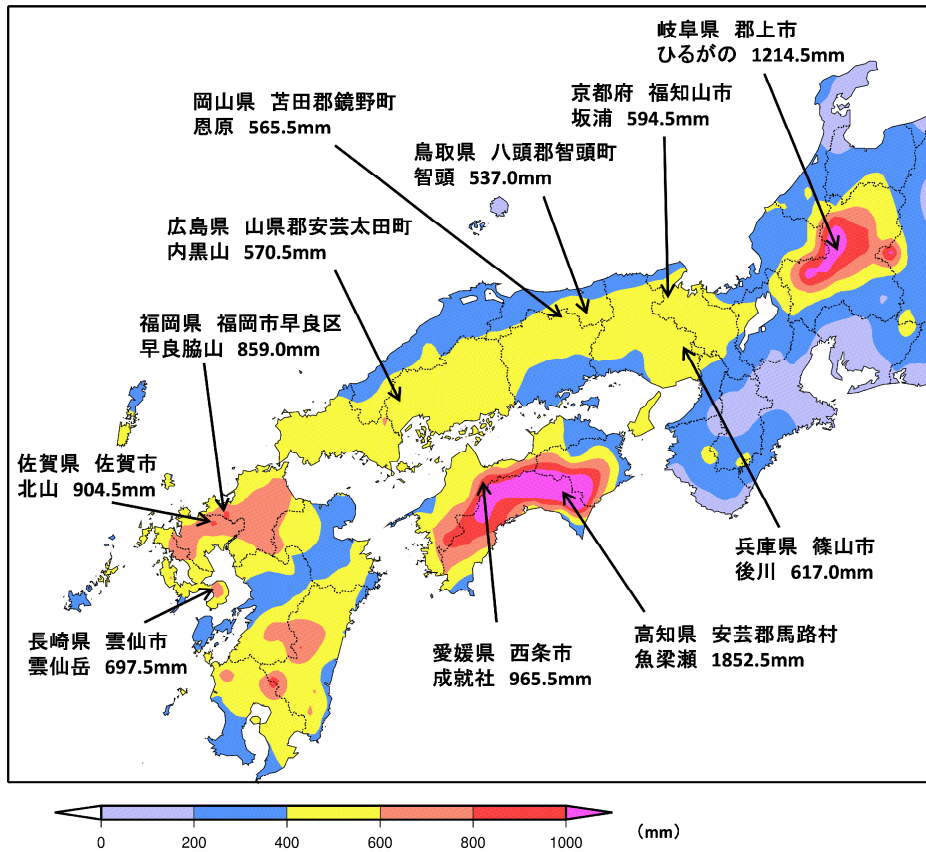 岐阜県 郡上市
ひるがの 1214.5mm
岡山県 苫田郡鏡野町
恩原 565.5mm
京都府 福知山市
坂浦 594.5mm
鳥取県 八頭郡智頭町
智頭 537.0mm
広島県 山県郡安芸太田町
内黒山 570.5mm
福岡県 福岡市早良区
早良脇山 859.0mm
佐賀県 佐賀市
北山 904.5mm
兵庫県 篠山市
後川 617.0mm
長崎県 雲仙市
雲仙岳 697.5mm
愛媛県 西条市
成就社 965.5mm
高知県 安芸郡馬路村
魚梁瀬 1852.5mm
0 200 400 600 800 1000 (mm)